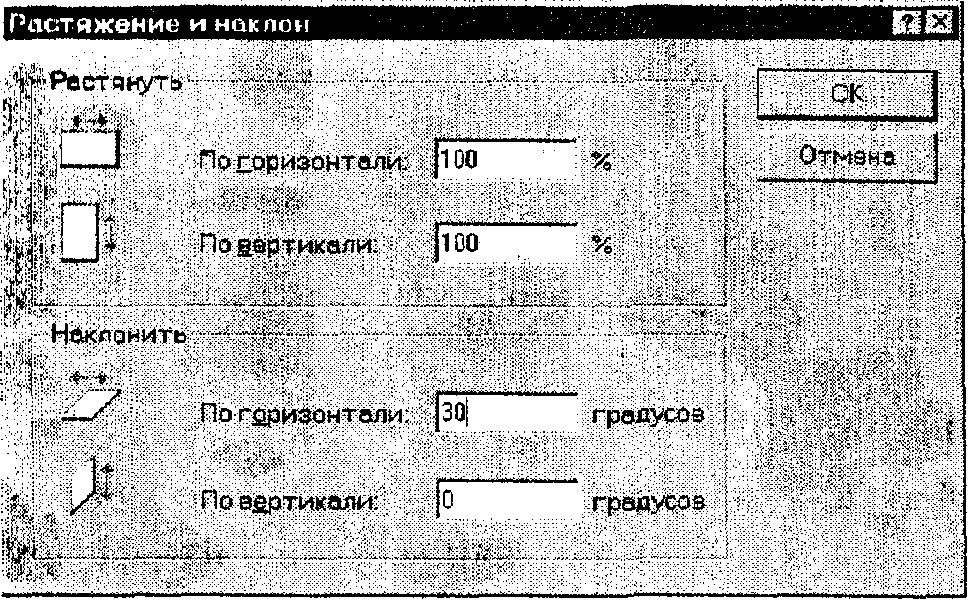 Растяжение и наклон
Растянуть
По горизонтали: 100 %
По вертикали: 100 %
OK
Отмена
Наклонить
По горизонтали: 30 градусов
По вертикали: 0 градусов